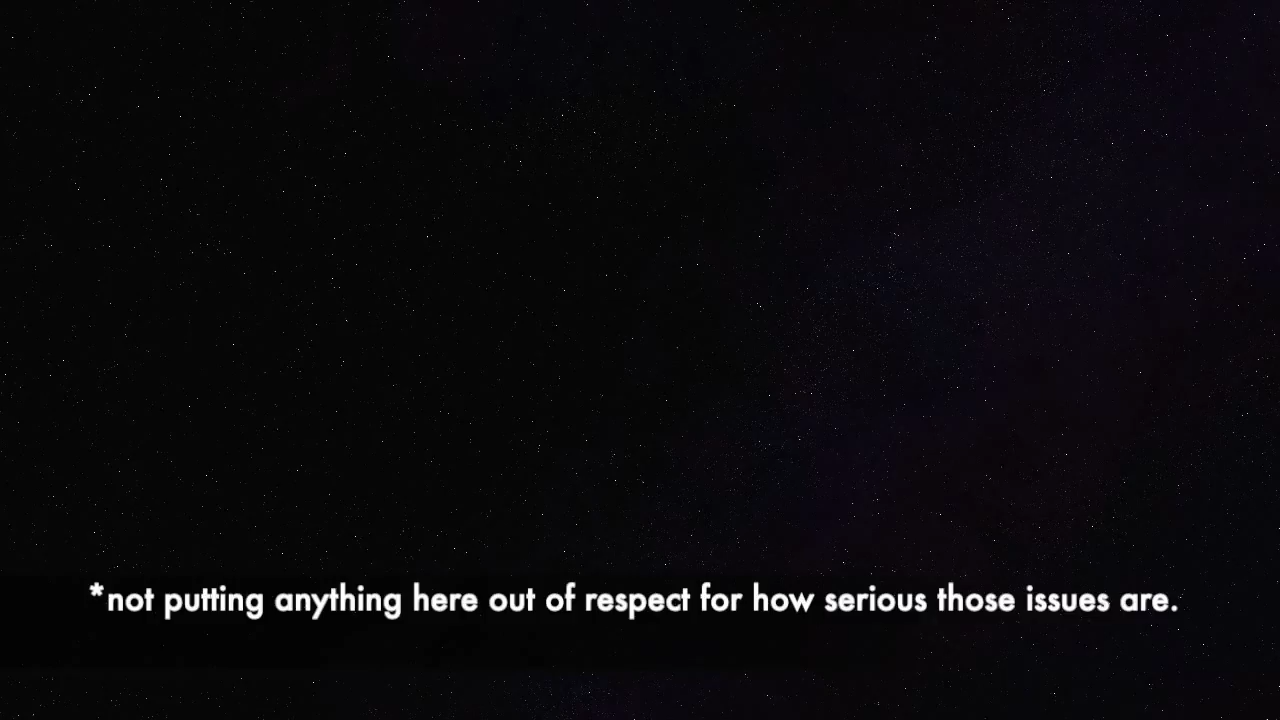 *not putting anything here out of respect for how serious those issues are.